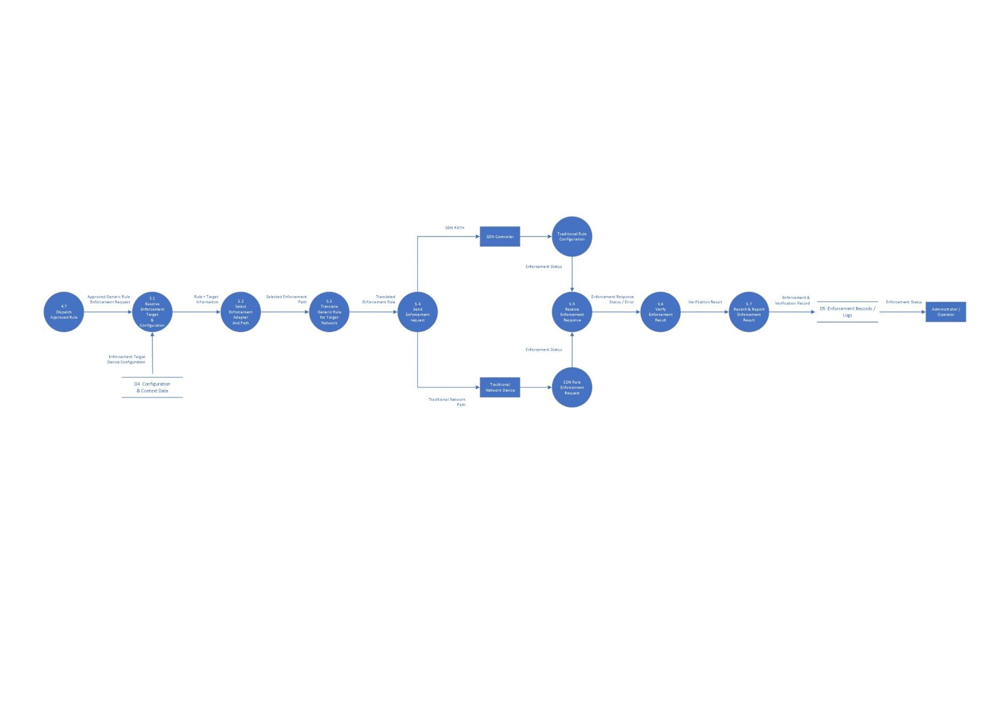 SDN PATH
SDN Controller
Traditional Rule
Configuration
Enforcement Status
4.7
Dispatch
Approved Rule
Approved Generic Rule
Enforcement Request
5.1
Resolve
Enforcement
Target
&
Configuration
Rule + Target
Information
5.2
Select
Enforcement
Adapter
And Path
Selected Enforcement
Path
5.3
Translate
Generic Rule
for Target
Network
Translated
Enforcement Rule
5.4
Send
Enforcement
request
5.5
Receive
Enforcement
Response
Enforcement Response
Status / Error
5.6
Verify
Enforcement
Result
Verification Result
5.7
Record & Report
Enforcement
Result
Enforcement &
Verification Record
D5 Enforcement Records /
Logs
Enforcement Status
Administrator /
Operator
Enforcement Target
Device Configuration
D4 Configuration
& Context Data
Enforcement Status
Traditional
Network Device
SDN Rule
Enforcement
Request
Traditional Network
Path